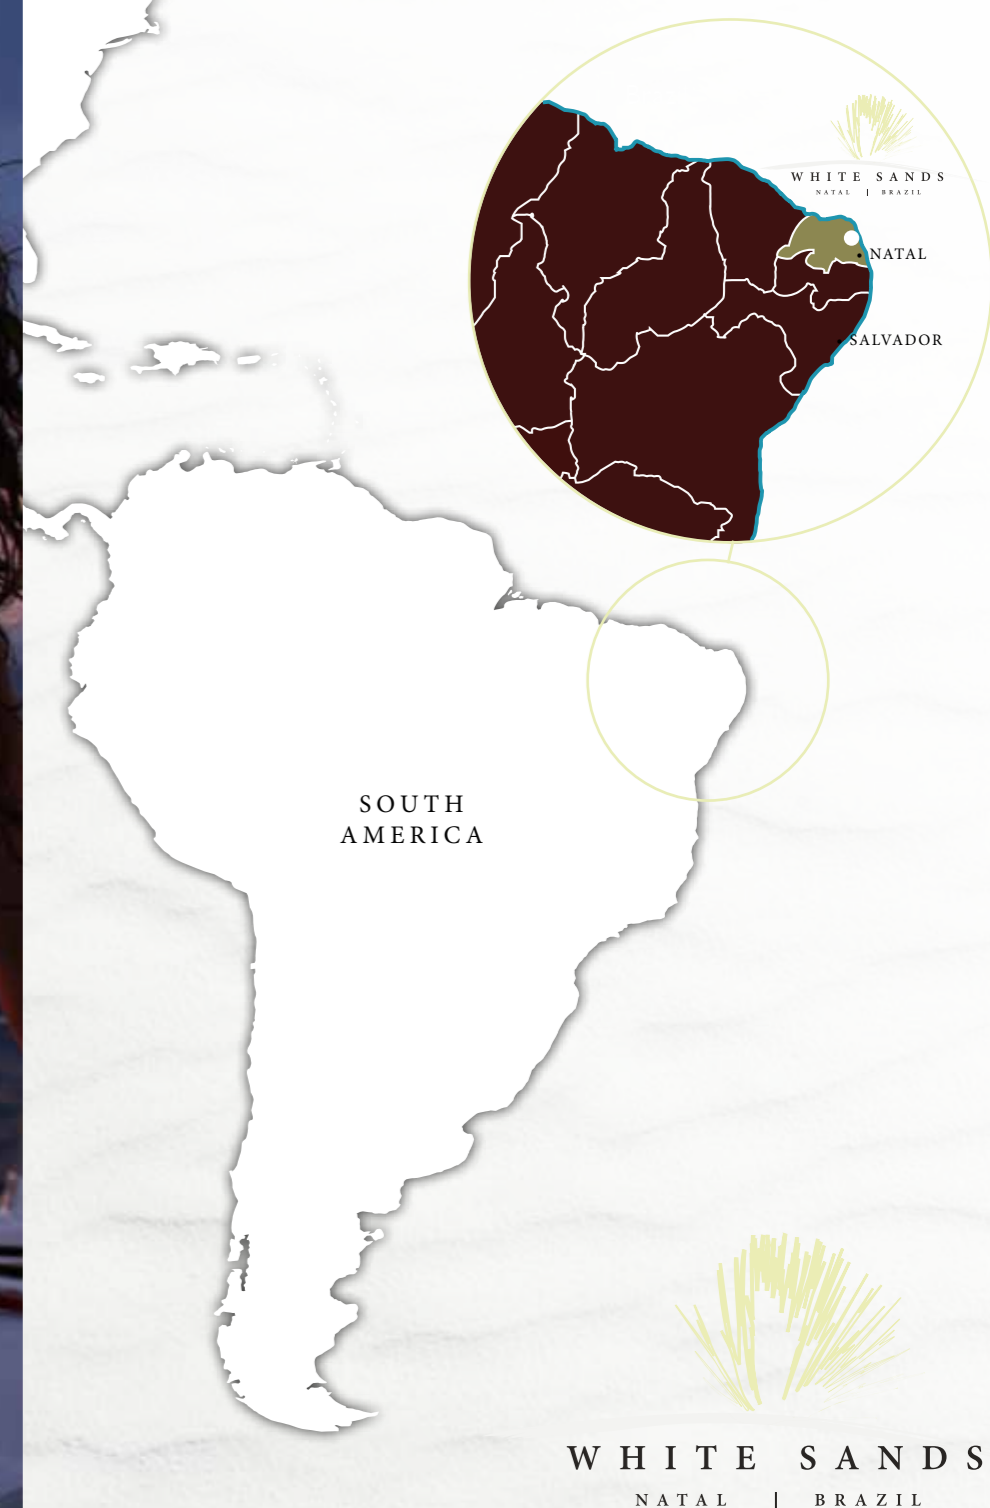 WHITE SANDS
NATAL | BRAZIL
NATAL
SALVADOR
SOUTH
AMERICA
WHITE SANDS
NATAL | BRAZIL